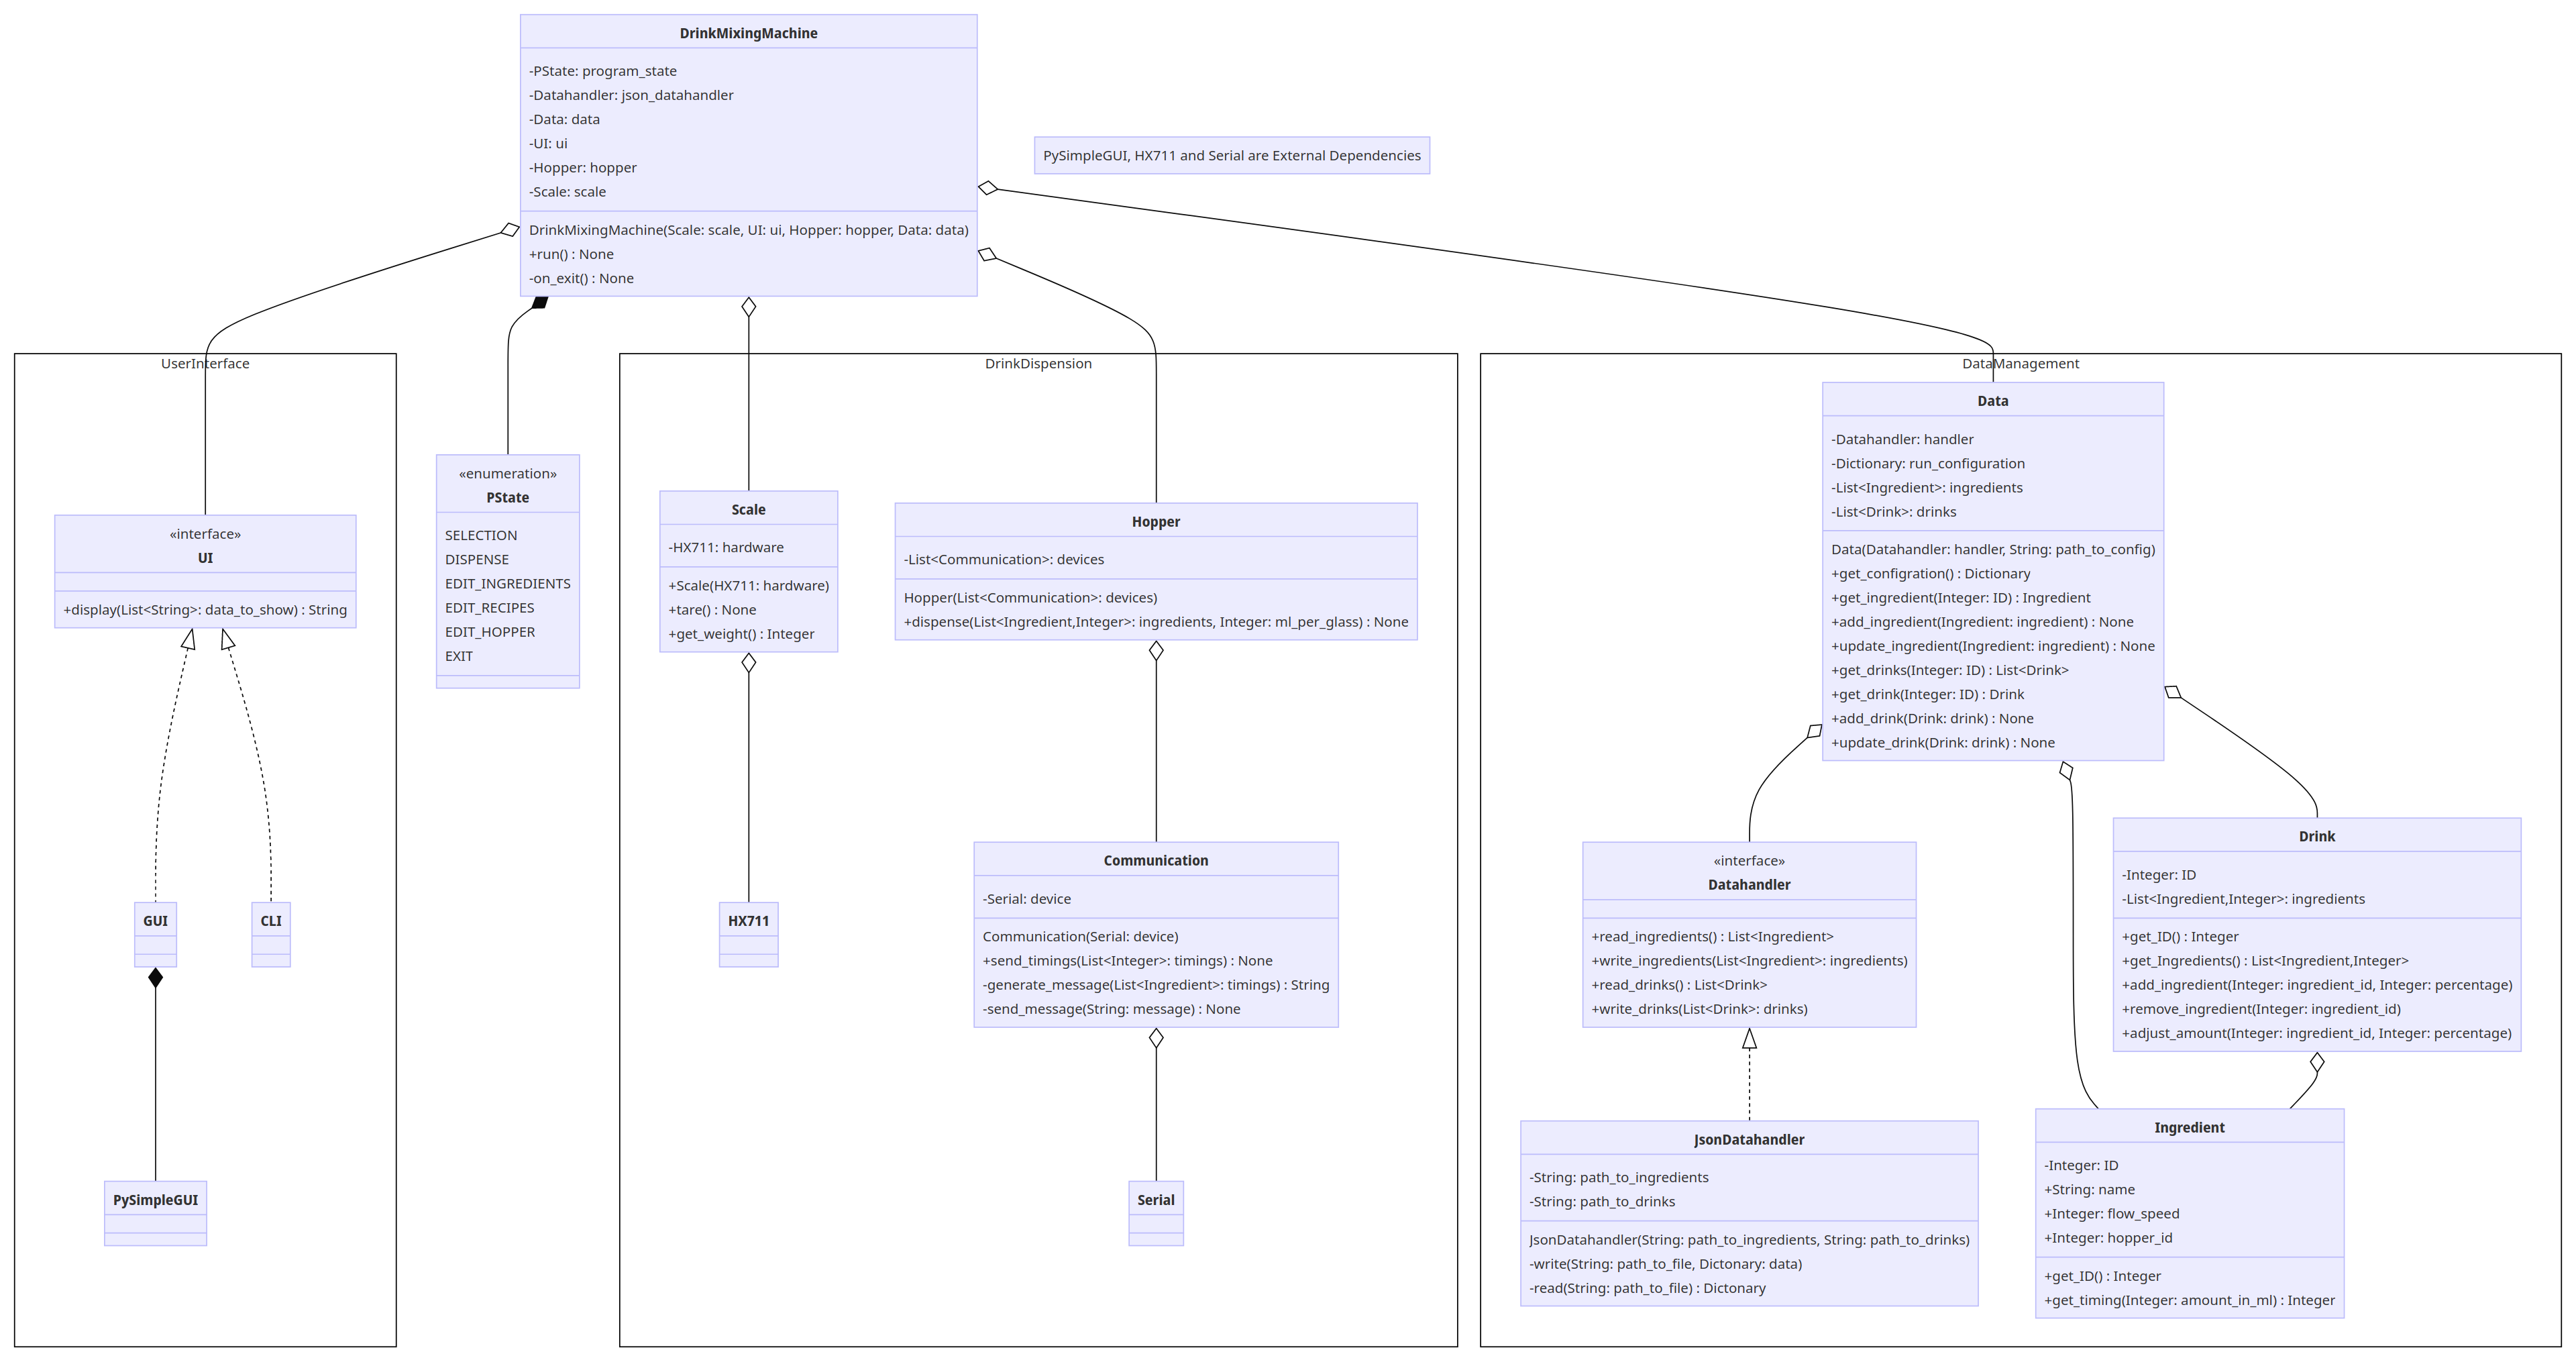 DrinkMixingMachine
-PState: program_state
-Datahandler: json_datahandler
-Data: data
-UI: ui
-Hopper: hopper
-Scale: scale
DrinkMixingMachine(Scale: scale, UI: ui, Hopper: hopper, Data: data)
+run() : None
-on_exit() : None
PySimpleGUI, HX711 and Serial are External Dependencies
UserInterface
«interface»
UI
+display(List<String>: data_to_show) : String
GUI
CLI
PySimpleGUI
«enumeration»
PState
SELECTION
DISPENSE
EDIT_INGREDIENTS
EDIT_RECIPES
EDIT_HOPPER
EXIT
DrinkDispension
Scale
-HX711: hardware
+Scale(HX711: hardware)
+tare() : None
+get_weight() : Integer
HX711
Hopper
-List<Communication>: devices
Hopper(List<Communication>: devices)
+dispense(List<Ingredient,Integer>: ingredients, Integer: ml_per_glass) : None
Communication
-Serial: device
Communication(Serial: device)
+send_timings(List<Integer>: timings) : None
-generate_message(List<Ingredient>: timings) : String
-send_message(String: message) : None
Serial
DataManagement
Data
-Datahandler: handler
-Dictionary: run_configuration
-List<Ingredient>: ingredients
-List<Drink>: drinks
Data(Datahandler: handler, String: path_to_config)
+get_configration() : Dictionary
+get_ingredient(Integer: ID) : Ingredient
+add_ingredient(Ingredient: ingredient) : None
+update_ingredient(Ingredient: ingredient) : None
+get_drinks(Integer: ID) : List<Drink>
+get_drink(Integer: ID) : Drink
+add_drink(Drink: drink) : None
+update_drink(Drink: drink) : None
«interface»
Datahandler
+read_ingredients() : List<Ingredient>
+write_ingredients(List<Ingredient>: ingredients)
+read_drinks() : List<Drink>
+write_drinks(List<Drink>: drinks)
Drink
-Integer: ID
-List<Ingredient,Integer>: ingredients
+get_ID() : Integer
+get_Ingredients() : List<Ingredient,Integer>
+add_ingredient(Integer: ingredient_id, Integer: percentage)
+remove_ingredient(Integer: ingredient_id)
+adjust_amount(Integer: ingredient_id, Integer: percentage)
JsonDatahandler
-String: path_to_ingredients
-String: path_to_drinks
JsonDatahandler(String: path_to_ingredients, String: path_to_drinks)
-write(String: path_to_file, Dictonary: data)
-read(String: path_to_file) : Dictonary
Ingredient
-Integer: ID
+String: name
+Integer: flow_speed
+Integer: hopper_id
+get_ID() : Integer
+get_timing(Integer: amount_in_ml) : Integer